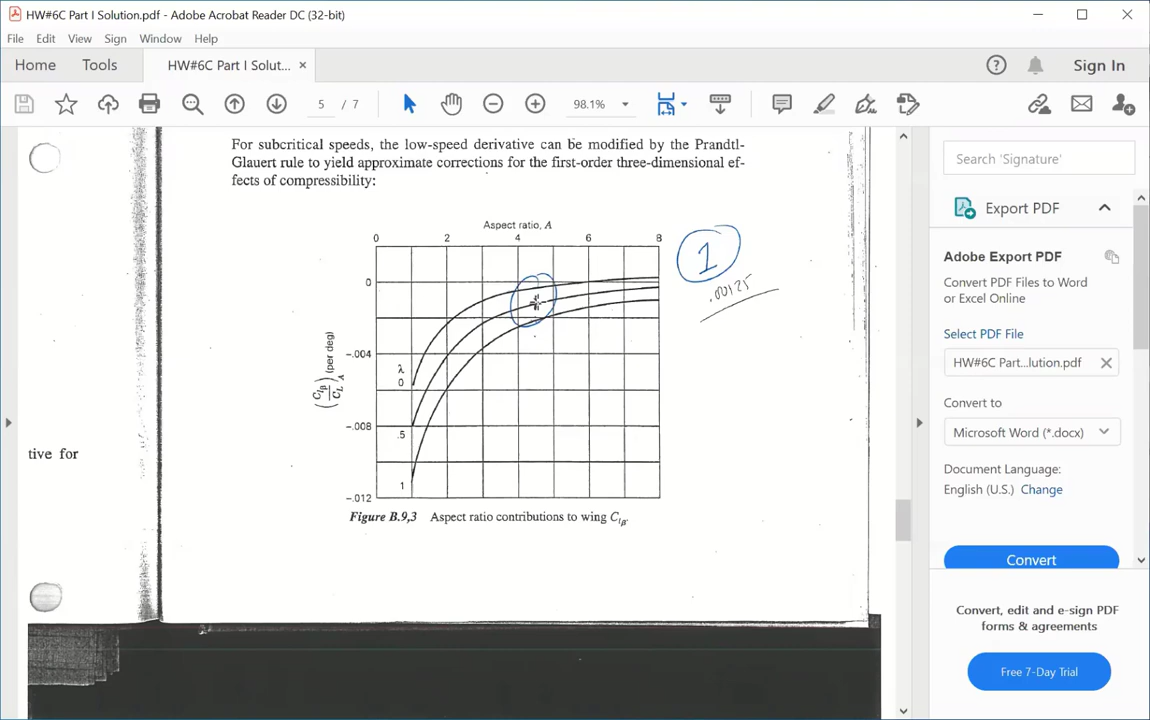 HW#6C Part I Solution.pdf - Adobe Acrobat Reader DC (32-bit)
File Edit View Sign Window Help
Home Tools HW#6C Part I Solut... × Sign In
5 / 7 98.1%
For subcritical speeds, the low-speed derivative can be modified by the Prandtl-
Glauert rule to yield approximate corrections for the first-order three-dimensional ef-
fects of compressibility:
Aspect ratio, A
0 2 4 6 8
0
-.004
-.008
-.012
(Clβ/CL)A (per deg)
λ
0
.5
1
1
.00125
Figure B.9,3 Aspect ratio contributions to wing Clβ.
tive for
Search 'Signature'
Export PDF
Adobe Export PDF
Convert PDF Files to Word
or Excel Online
Select PDF File
HW#6C Part...lution.pdf
Convert to
Microsoft Word (*.docx)
Document Language:
English (U.S.) Change
Convert
Convert, edit and e-sign PDF
forms & agreements
Free 7-Day Trial